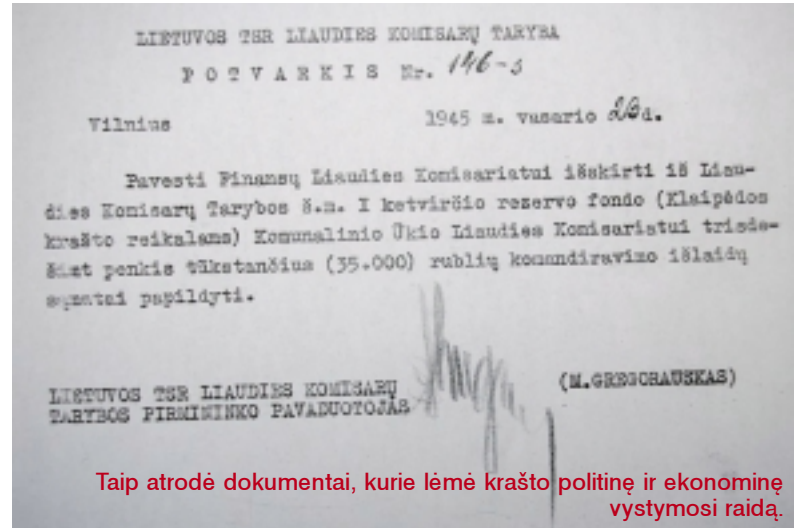 LIETUVOS TSR LIAUDIES KOMISARŲ TARYBA
POTVARKIS Nr. 146-s
Vilnius 1945 m. vasario 26 d.
Pavesti Finansų Liaudies Komisariatui išskirti iš Liau-
dies Komisarų Tarybos š.m. I ketvirčio rezervo fondo (Klaipėdos
krašto reikalams) Komunalinio Ūkio Liaudies Komisariatui trisde-
šimt penkis tūkstančius (35.000) rublių komandiravimo išlaidų
sąmatai papildyti.
LIETUVOS TSR LIAUDIES KOMISARŲ
TARYBOS PIRMININKO PAVADUOTOJAS
(M.GREGORAUSKAS)
Taip atrodė dokumentai, kurie lėmė krašto politinę ir ekonominę
vystymosi raidą.